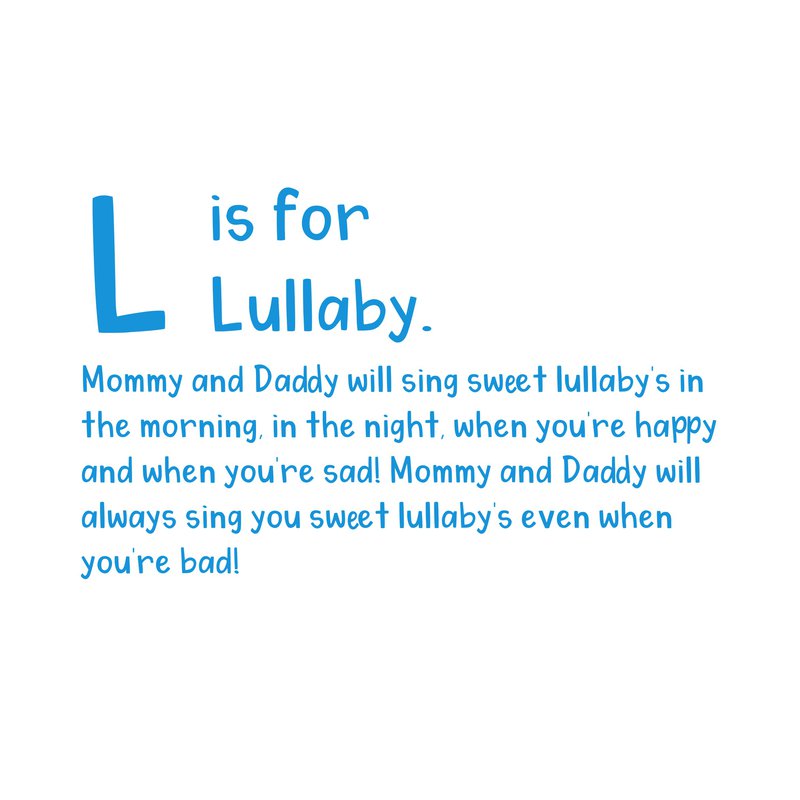 L is for
Lullaby.
Mommy and Daddy will sing sweet lullaby's in
the morning, in the night, when you're happy
and when you're sad! Mommy and Daddy will
always sing you sweet lullaby's even when
you're bad!